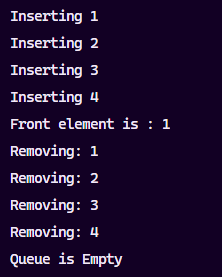 Inserting 1
Inserting 2
Inserting 3
Inserting 4
Front element is : 1
Removing: 1
Removing: 2
Removing: 3
Removing: 4
Queue is Empty